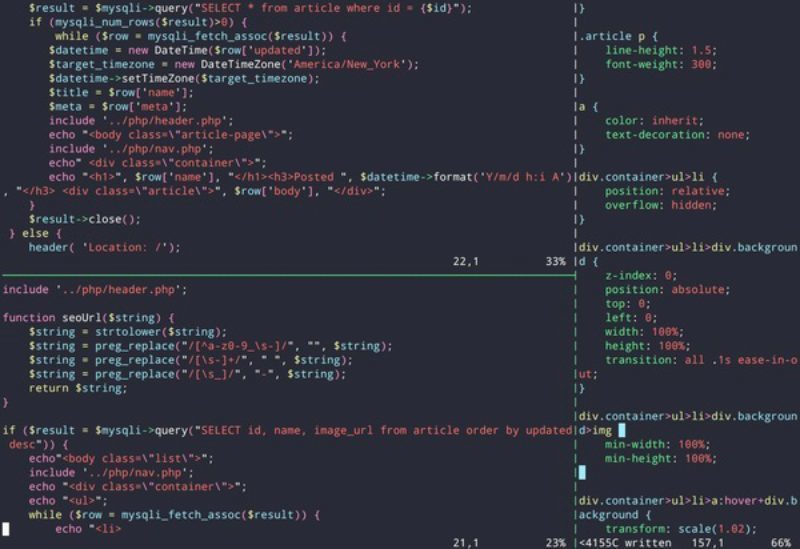 $result = $mysqli->query("SELECT * from article where id = {$id}");
if (mysqli_num_rows($result)>0) {
while ($row = mysqli_fetch_assoc($result)) {
$datetime = new DateTime($row['updated']);
$target_timezone = new DateTimeZone('America/New_York');
$datetime->setTimeZone($target_timezone);
$title = $row['name'];
$meta = $row['meta'];
include '../php/header.php';
echo "<body class=\"article-page\">";
include '../php/nav.php';
echo" <div class=\"container\">";
echo "<h1>", $row['name'], "</h1><h3>Posted ", $datetime->format('Y/m/d h:i A')
, "</h3> <div class=\"article\">", $row['body'], "</div>";
}
$result->close();
} else {
header( 'Location: /');
22,1 33%
include '../php/header.php';
function seoUrl($string) {
$string = strtolower($string);
$string = preg_replace("/[^a-z0-9_\s-]/", "", $string);
$string = preg_replace("/[\s-]+/", " ", $string);
$string = preg_replace("/[\s_]/", "-", $string);
return $string;
}
if ($result = $mysqli->query("SELECT id, name, image_url from article order by updated
desc")) {
echo"<body class=\"list\">";
include '../php/nav.php';
echo "<div class=\"container\">";
echo "<ul>";
while ($row = mysqli_fetch_assoc($result)) {
echo "<li>
21,1 23%
}
.article p {
line-height: 1.5;
font-weight: 300;
}
a {
color: inherit;
text-decoration: none;
}
div.container>ul>li {
position: relative;
overflow: hidden;
}
div.container>ul>li>div.backgroun
d {
z-index: 0;
position: absolute;
top: 0;
left: 0;
width: 100%;
height: 100%;
transition: all .1s ease-in-o
ut;
}
div.container>ul>li>div.backgroun
d>img {
min-width: 100%;
min-height: 100%;
}
div.container>ul>li>a:hover+div.b
ackground {
transform: scale(1.02);
<4155C written 157,1 66%